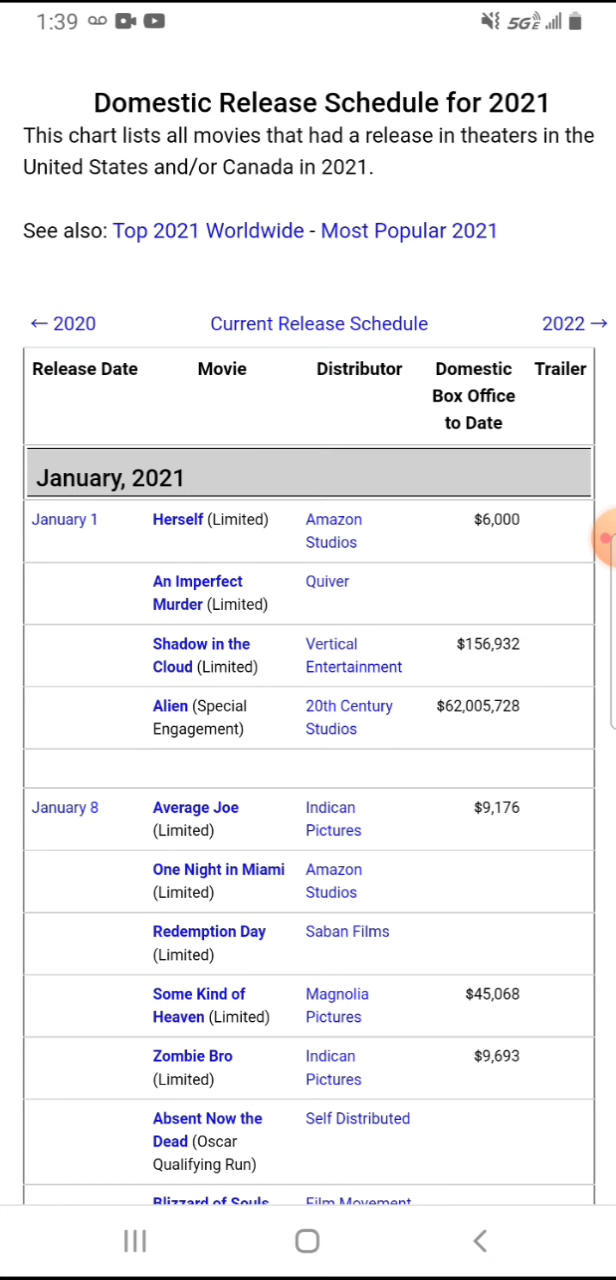 1:39
5GE
Domestic Release Schedule for 2021
This chart lists all movies that had a release in theaters in the
United States and/or Canada in 2021.
See also: Top 2021 Worldwide - Most Popular 2021
← 2020 Current Release Schedule 2022 →
Release Date Movie Distributor Domestic Trailer
Box Office
to Date
January, 2021
January 1 Herself (Limited) Amazon $6,000
Studios
An Imperfect Quiver
Murder (Limited)
Shadow in the Vertical $156,932
Cloud (Limited) Entertainment
Alien (Special 20th Century $62,005,728
Engagement) Studios
January 8 Average Joe Indican $9,176
(Limited) Pictures
One Night in Miami Amazon
(Limited) Studios
Redemption Day Saban Films
(Limited)
Some Kind of Magnolia $45,068
Heaven (Limited) Pictures
Zombie Bro Indican $9,693
(Limited) Pictures
Absent Now the Self Distributed
Dead (Oscar
Qualifying Run)
Blizzard of Souls Film Movement